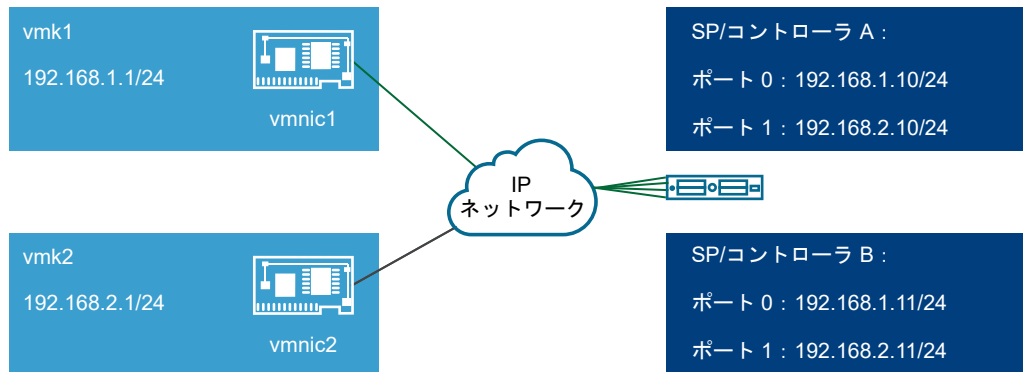 vmk1
192.168.1.1/24
vmnic1
vmk2
192.168.2.1/24
vmnic2
IP
ネットワーク
SP/コントローラ A：
ポート 0：192.168.1.10/24
ポート 1：192.168.2.10/24
SP/コントローラ B：
ポート 0：192.168.1.11/24
ポート 1：192.168.2.11/24